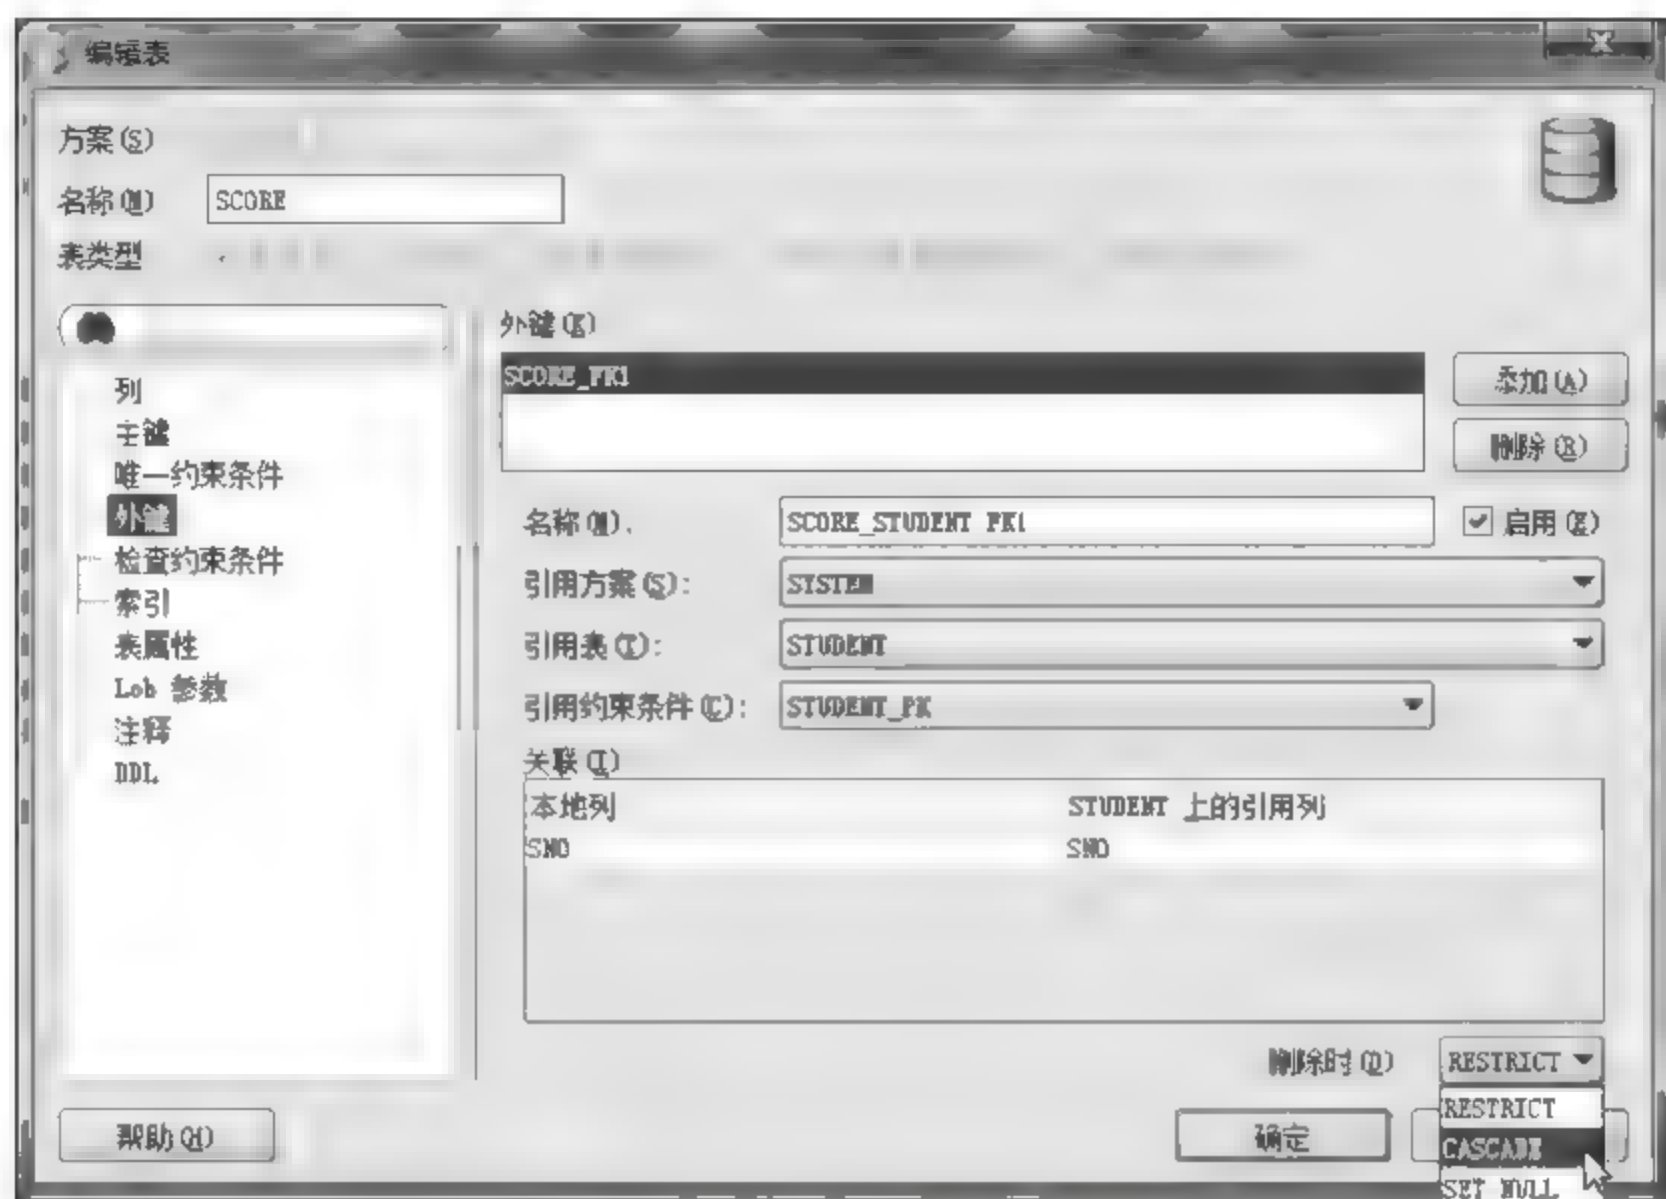 编辑表
方案(S)
名称(N) SCORE
表类型
外键(K)
SCORE_FK1
添加(A)
删除(R)
列
主键
唯一约束条件
外键
检查约束条件
索引
表属性
Lob 参数
注释
DDL
名称(M). SCORE_STUDENT FK1 启用(E)
引用方案(S): SYSTEM
引用表(T): STUDENT
引用约束条件(C): STUDENT_PK
关联(I)
本地列 STUDENT 上的引用列
SNO SNO
删除时(D) RESTRICT
RESTRICT
CASCADE
SET NULL
帮助(H) 确定